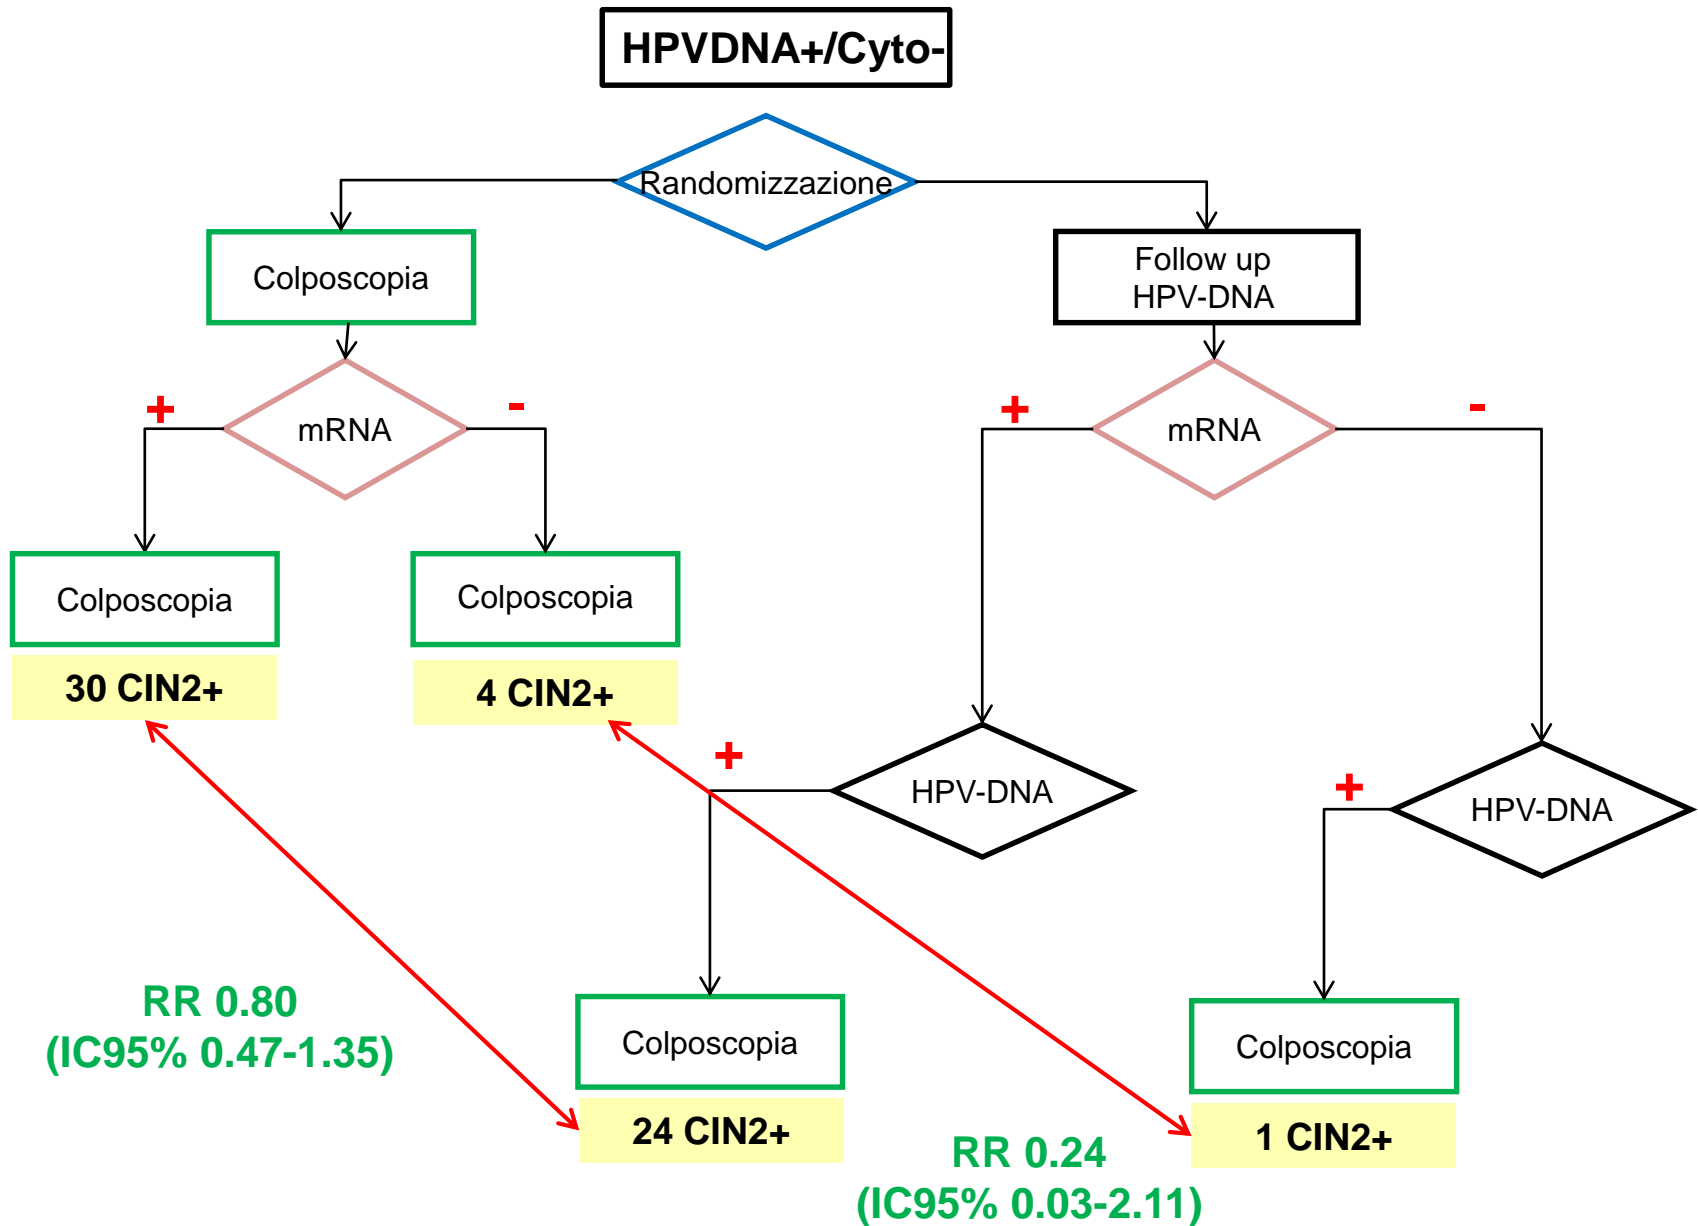 HPVDNA+/Cyto-
Randomizzazione
Colposcopia
Follow up
HPV-DNA
+
-
mRNA
+
-
mRNA
Colposcopia
Colposcopia
30 CIN2+
4 CIN2+
+
HPV-DNA
+
HPV-DNA
RR 0.80
(IC95% 0.47-1.35)
Colposcopia
Colposcopia
24 CIN2+
1 CIN2+
RR 0.24
(IC95% 0.03-2.11)